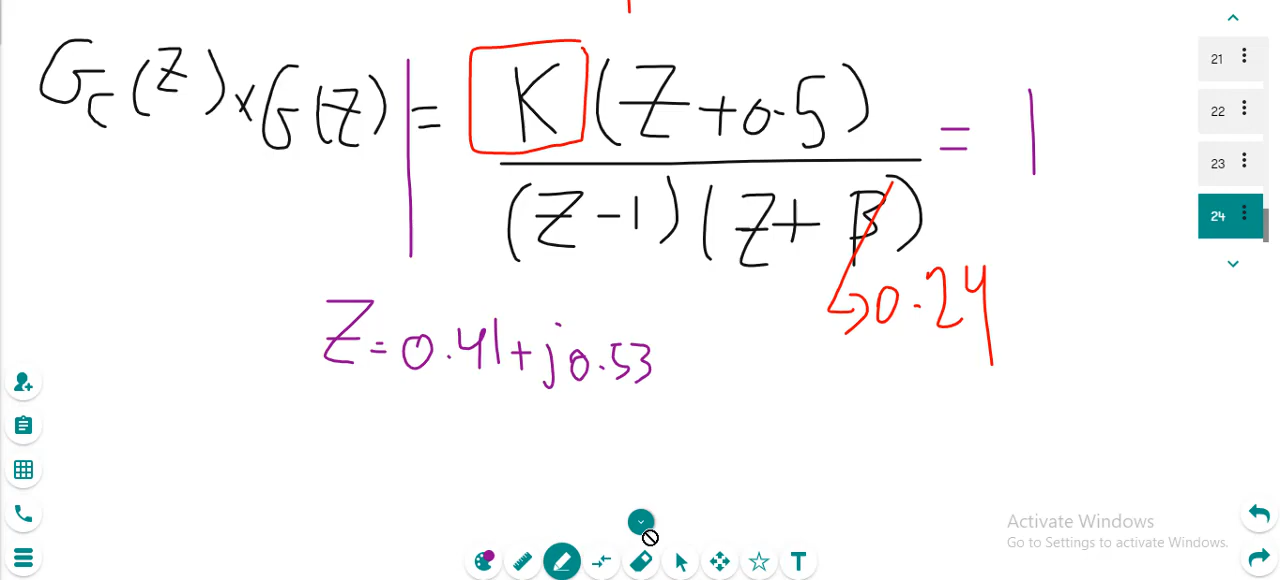 Gc(Z)×G(Z)| = K(Z+0.5) / (Z-1)(Z+β) = 1
↳0.24
Z=0.41+j0.53
21
22
23
24
Activate Windows
Go to Settings to activate Windows.
T